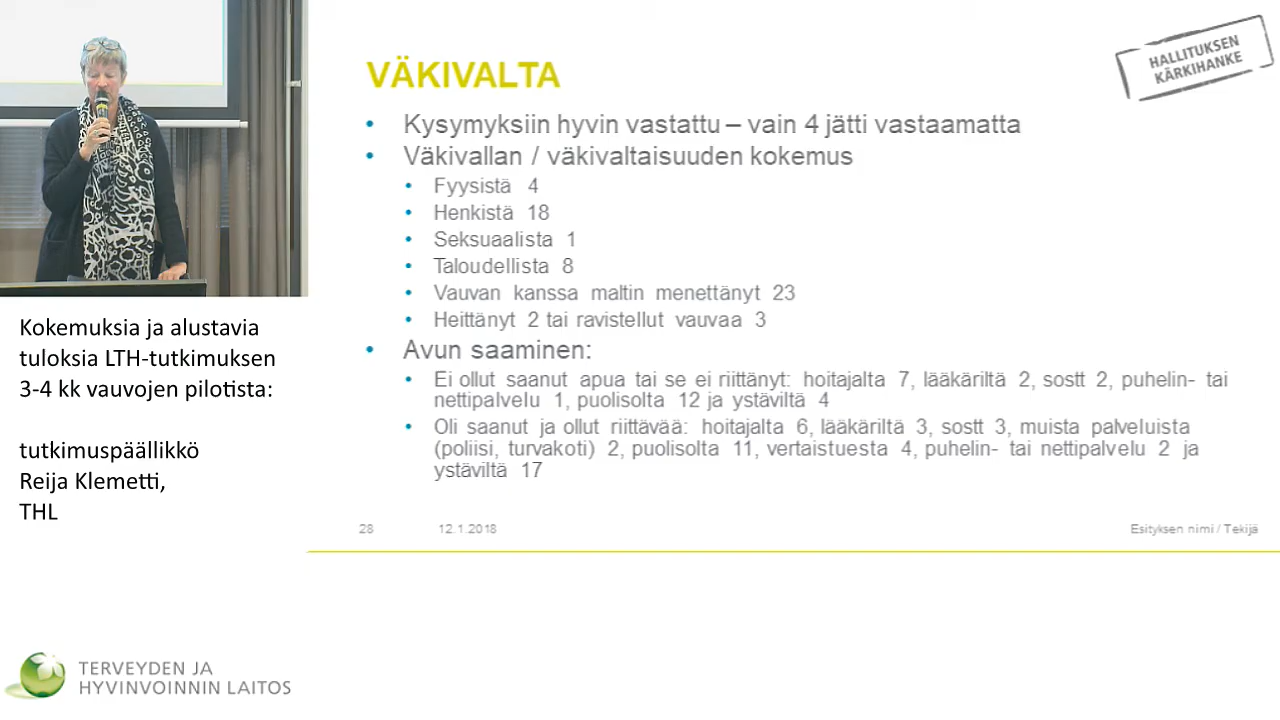 HALLITUKSEN
KÄRKIHANKE
VÄKIVALTA
• Kysymyksiin hyvin vastattu – vain 4 jätti vastaamatta
• Väkivallan / väkivaltaisuuden kokemus
• Fyysistä 4
• Henkistä 18
• Seksuaalista 1
• Taloudellista 8
• Vauvan kanssa maltin menettänyt 23
• Heittänyt 2 tai ravistellut vauvaa 3
• Avun saaminen:
• Ei ollut saanut apua tai se ei riittänyt: hoitajalta 7, lääkäriltä 2, sostt 2, puhelin- tai
nettipalvelu 1, puolisolta 12 ja ystäviltä 4
• Oli saanut ja ollut riittävää: hoitajalta 6, lääkäriltä 3, sostt 3, muista palveluista
(poliisi, turvakoti) 2, puolisolta 11, vertaistuesta 4, puhelin- tai nettipalvelu 2 ja
ystäviltä 17
28 12.1.2018 Esityksen nimi / Tekijä
Kokemuksia ja alustavia
tuloksia LTH-tutkimuksen
3-4 kk vauvojen pilotista:
tutkimuspäällikkö
Reija Klemetti,
THL
TERVEYDEN JA
HYVINVOINNIN LAITOS